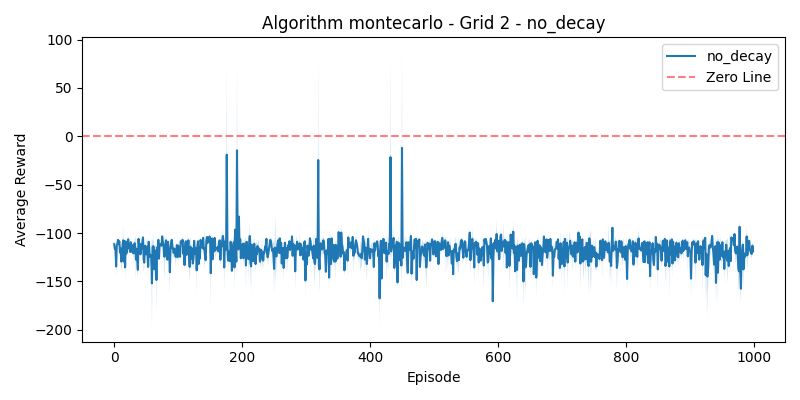 Algorithm montecarlo - Grid 2 - no_decay
100
50
0
−50
−100
−150
−200
Average Reward
no_decay
Zero Line
0
200
400
600
800
1000
Episode